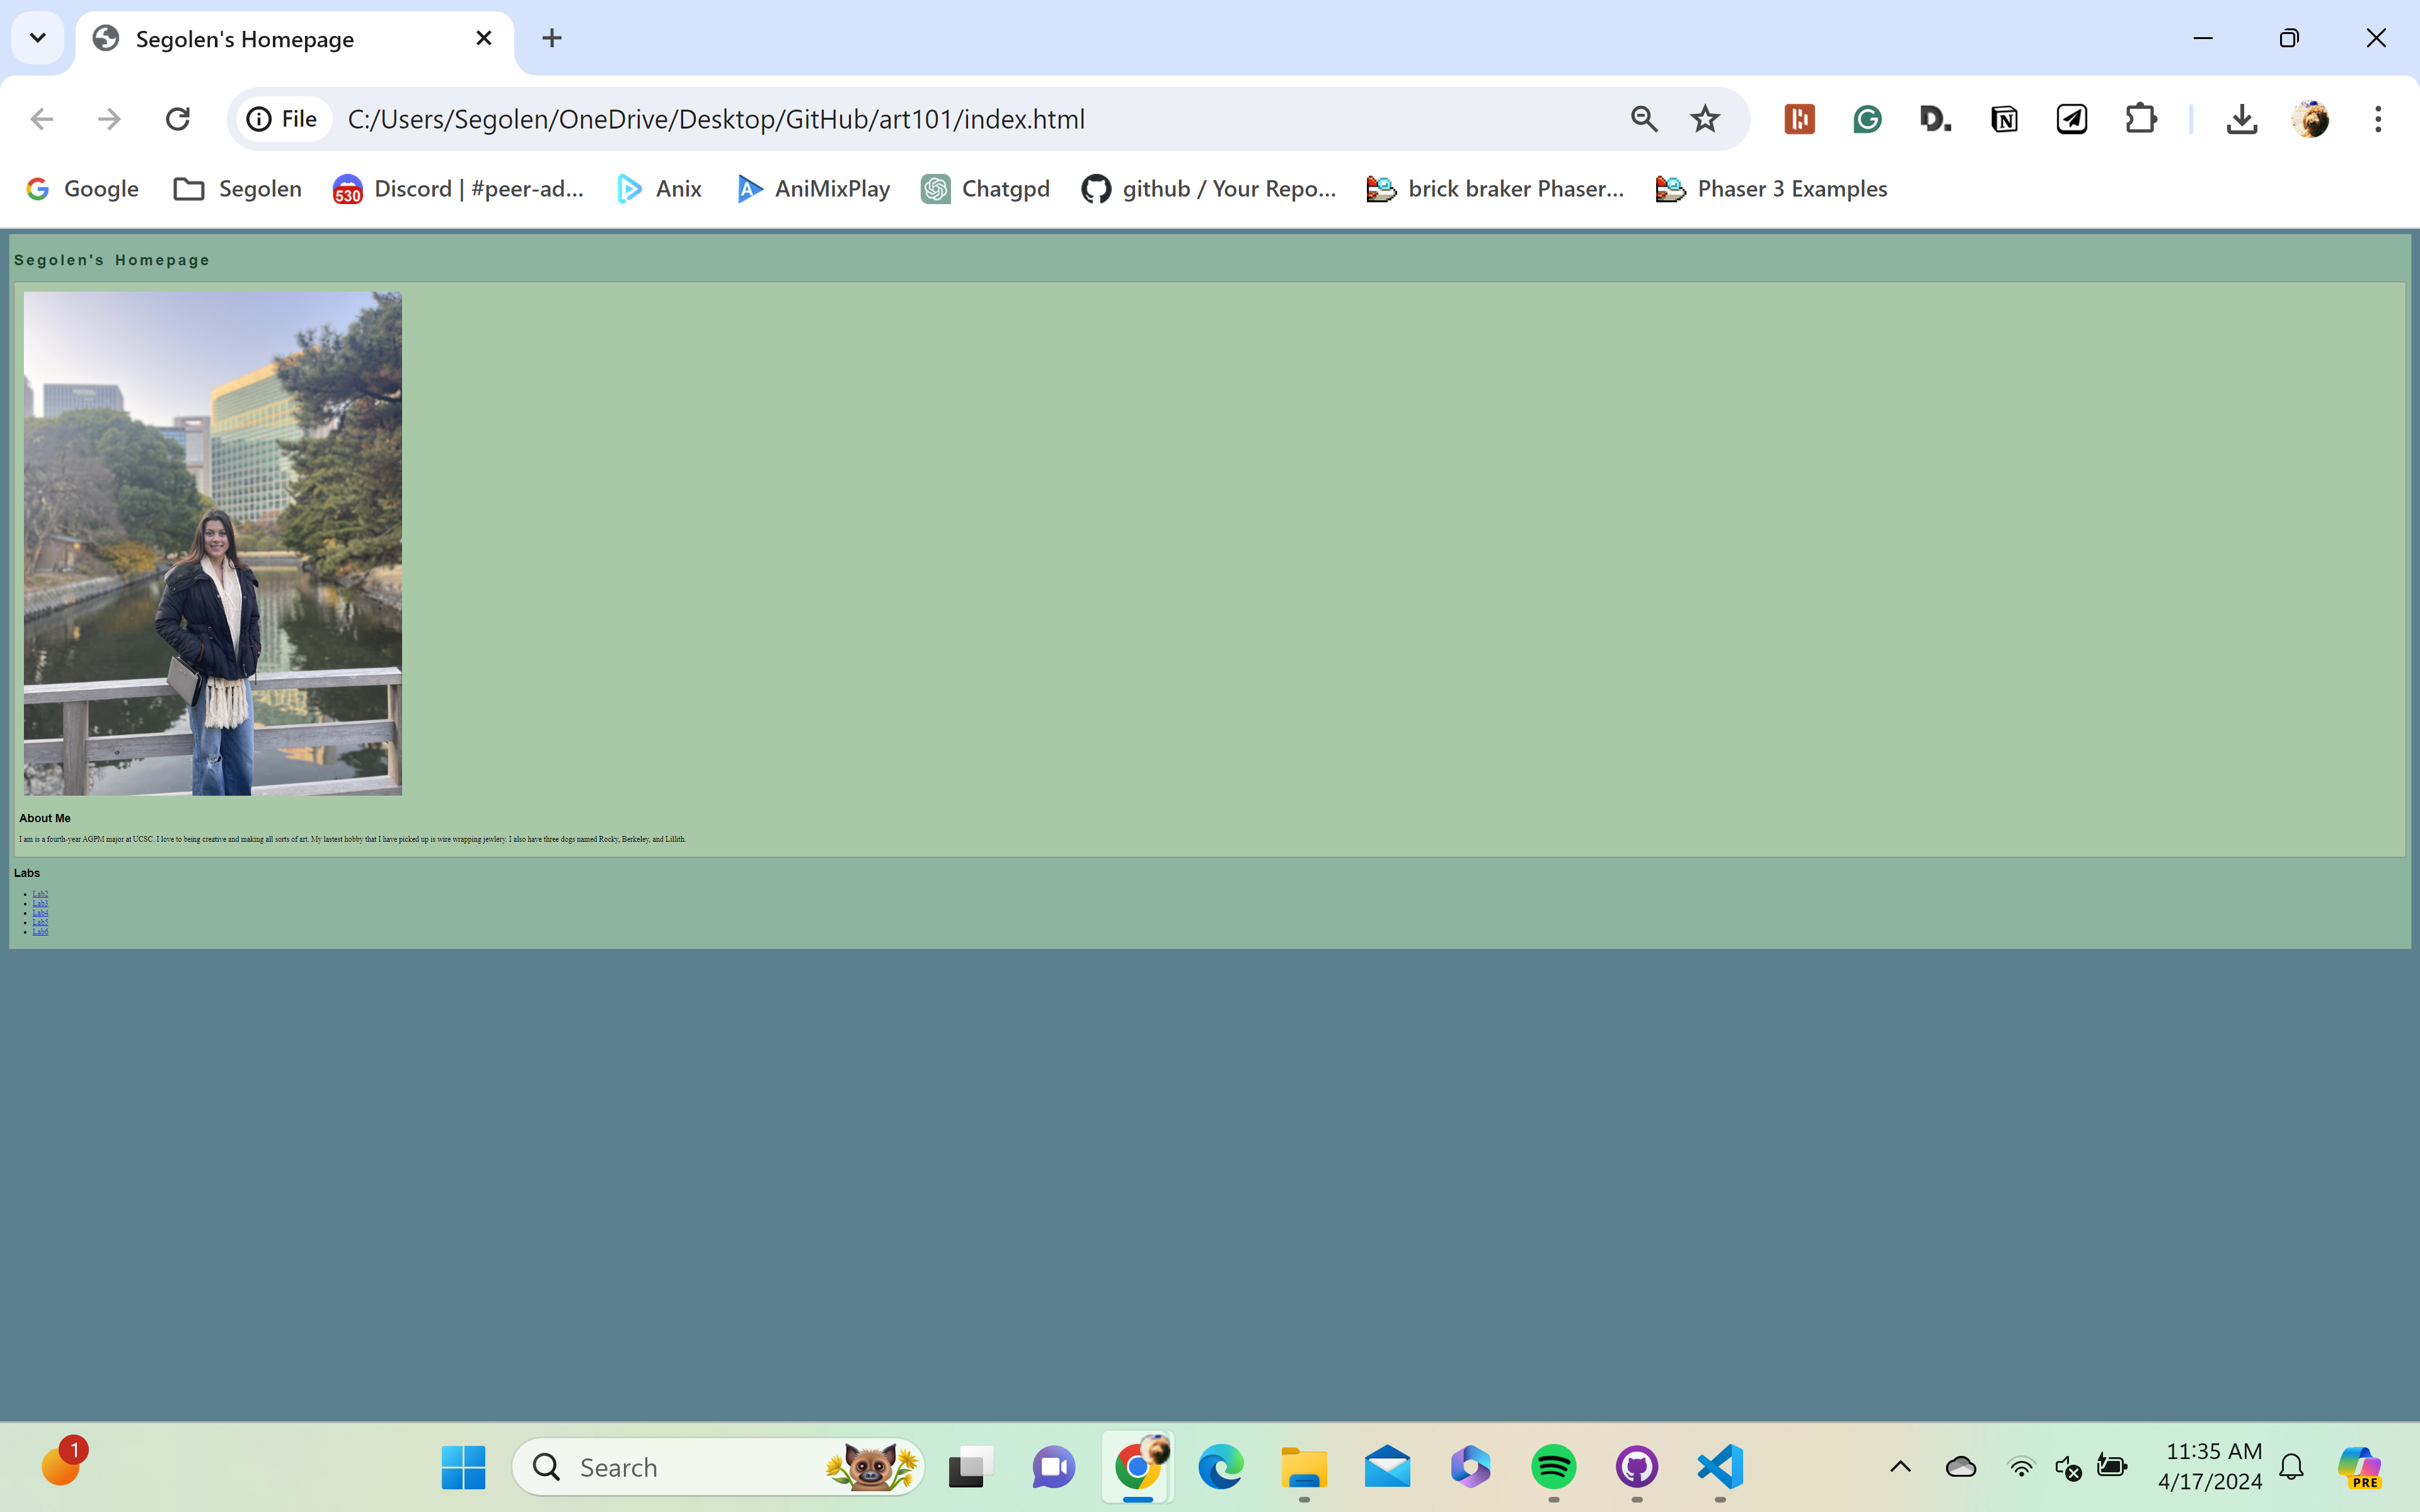 Segolen's Homepage
File C:/Users/Segolen/OneDrive/Desktop/GitHub/art101/index.html
Google Segolen 530 Discord | #peer-ad... Anix AniMixPlay Chatgpd github / Your Repo... brick braker Phaser... Phaser 3 Examples
Segolen's Homepage
About Me
I am is a fourth-year AGPM major at UCSC. I love to being creative and making all sorts of art. My lastest hobby that I have picked up is wire wrapping jewlery. I also have three dogs named Rocky, Berkeley, and Lillith.
Labs
Lab2
Lab3
Lab4
Lab5
Lab6
1
Search
11:35 AM
4/17/2024
PRE